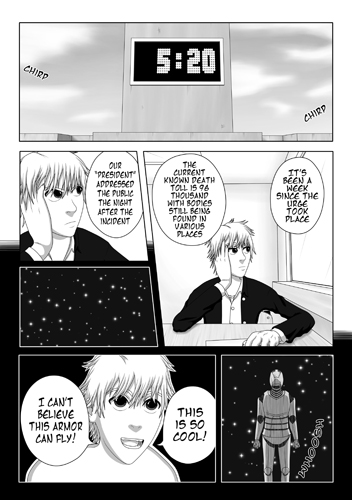 5:20
CHIRP
CHIRP
IT'S
BEEN A
WEEK
SINCE THE
URGE
TOOK
PLACE
THE
CURRENT
KNOWN DEATH
TOLL IS 96
THOUSAND
WITH BODIES
STILL BEING
FOUND IN
VARIOUS
PLACES
OUR
"PRESIDENT"
ADDRESSED
THE PUBLIC
THE NIGHT
AFTER THE
INCIDENT
WHOOSH
THIS IS
SO
COOL!
I CAN'T
BELIEVE
THIS ARMOR
CAN FLY!